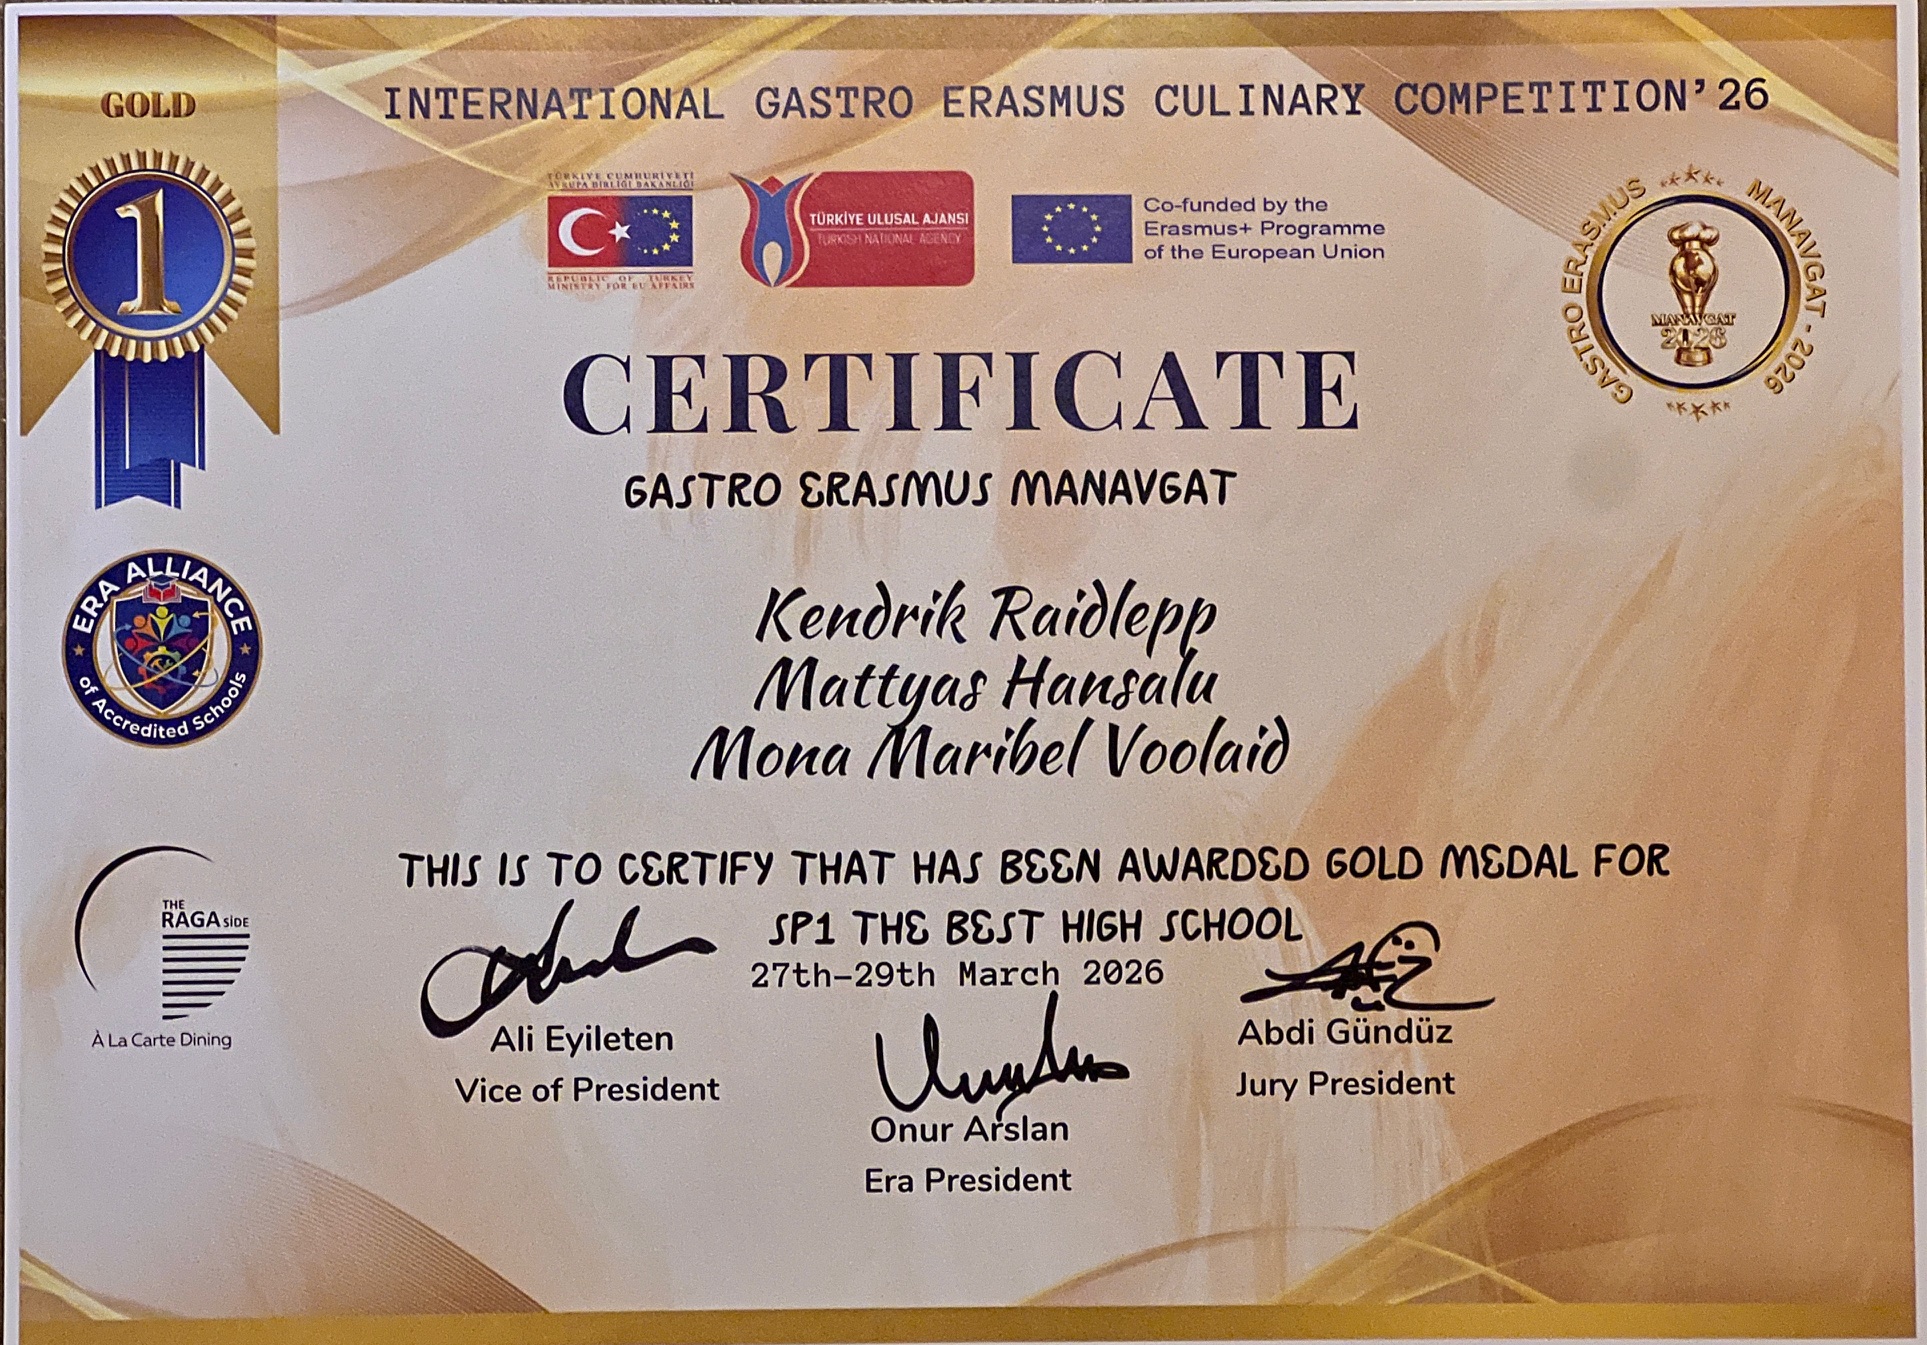 GOLD
INTERNATIONAL GASTRO ERASMUS CULINARY COMPETITION'26
1
TÜRKİYE CUMHURİYETİ
AVRUPA BİRLİĞİ BAKANLIĞI
REPUBLIC OF TURKEY
MINISTRY FOR EU AFFAIRS
TÜRKİYE ULUSAL AJANSI
TURKISH NATIONAL AGENCY
Co-funded by the
Erasmus+ Programme
of the European Union
GASTRO ERASMUS MANAVGAT - 2026
MANAVGAT
2026
CERTIFICATE
GASTRO ERASMUS MANAVGAT
ERA ALLIANCE
of Accredited Schools
Kendrik Raidlepp
Mattyas Hansalu
Mona Maribel Voolaid
THIS IS TO CERTIFY THAT HAS BEEN AWARDED GOLD MEDAL FOR
SP1 THE BEST HIGH SCHOOL
27th-29th March 2026
THE
RAGA SİDE
À La Carte Dining
Ali Eyileten
Vice of President
Onur Arslan
Era President
Abdi Gündüz
Jury President